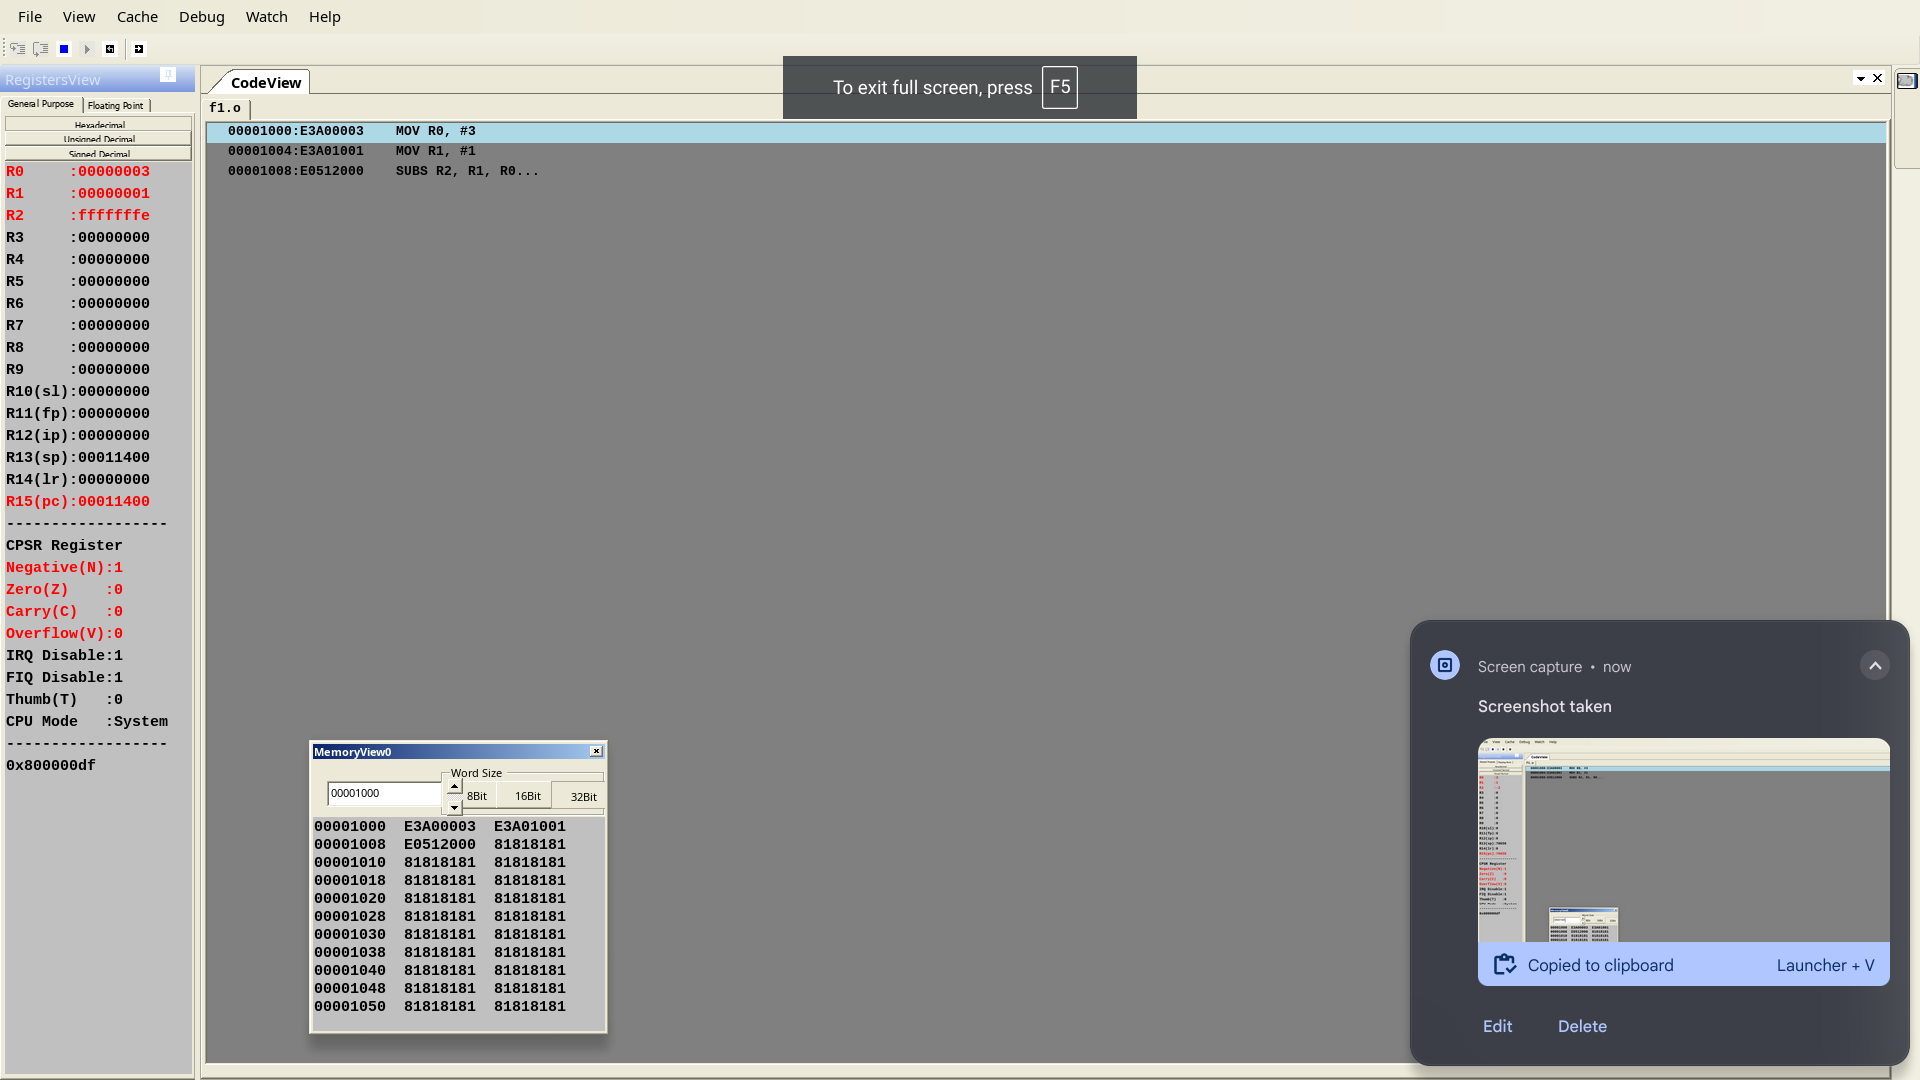 File View Cache Debug Watch Help
To exit full screen, press F5
RegistersView
General Purpose Floating Point
Hexadecimal
Unsigned Decimal
Signed Decimal
R0     :00000003
R1     :00000001
R2     :fffffffe
R3     :00000000
R4     :00000000
R5     :00000000
R6     :00000000
R7     :00000000
R8     :00000000
R9     :00000000
R10(sl):00000000
R11(fp):00000000
R12(ip):00000000
R13(sp):00011400
R14(lr):00000000
R15(pc):00011400
------------------
CPSR Register
Negative(N):1
Zero(Z)    :0
Carry(C)   :0
Overflow(V):0
IRQ Disable:1
FIQ Disable:1
Thumb(T)   :0
CPU Mode   :System
------------------
0x800000df
CodeView
f1.o
00001000:E3A00003    MOV R0, #3
00001004:E3A01001    MOV R1, #1
00001008:E0512000    SUBS R2, R1, R0...
MemoryView0
Word Size
00001000 8Bit 16Bit 32Bit
00001000  E3A00003  E3A01001
00001008  E0512000  81818181
00001010  81818181  81818181
00001018  81818181  81818181
00001020  81818181  81818181
00001028  81818181  81818181
00001030  81818181  81818181
00001038  81818181  81818181
00001040  81818181  81818181
00001048  81818181  81818181
00001050  81818181  81818181
Screen capture • now
Screenshot taken
Copied to clipboard Launcher + V
Edit Delete